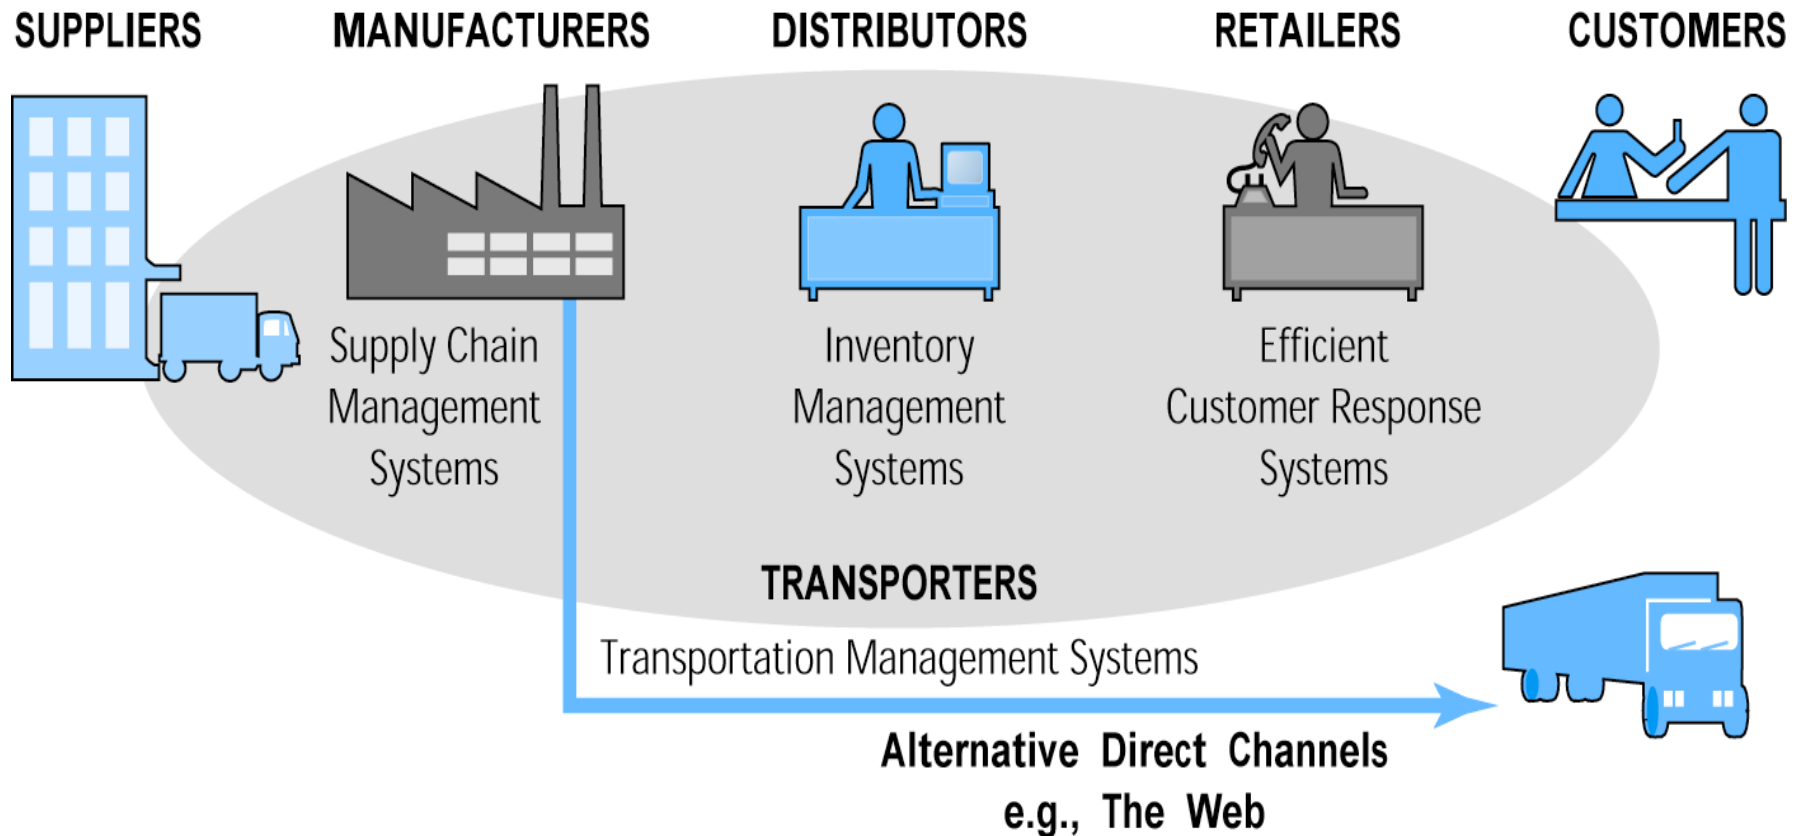 SUPPLIERS MANUFACTURERS DISTRIBUTORS RETAILERS CUSTOMERS
Supply Chain
Management
Systems
Inventory
Management
Systems
Efficient
Customer Response
Systems
TRANSPORTERS
Transportation Management Systems
Alternative Direct Channels
e.g., The Web